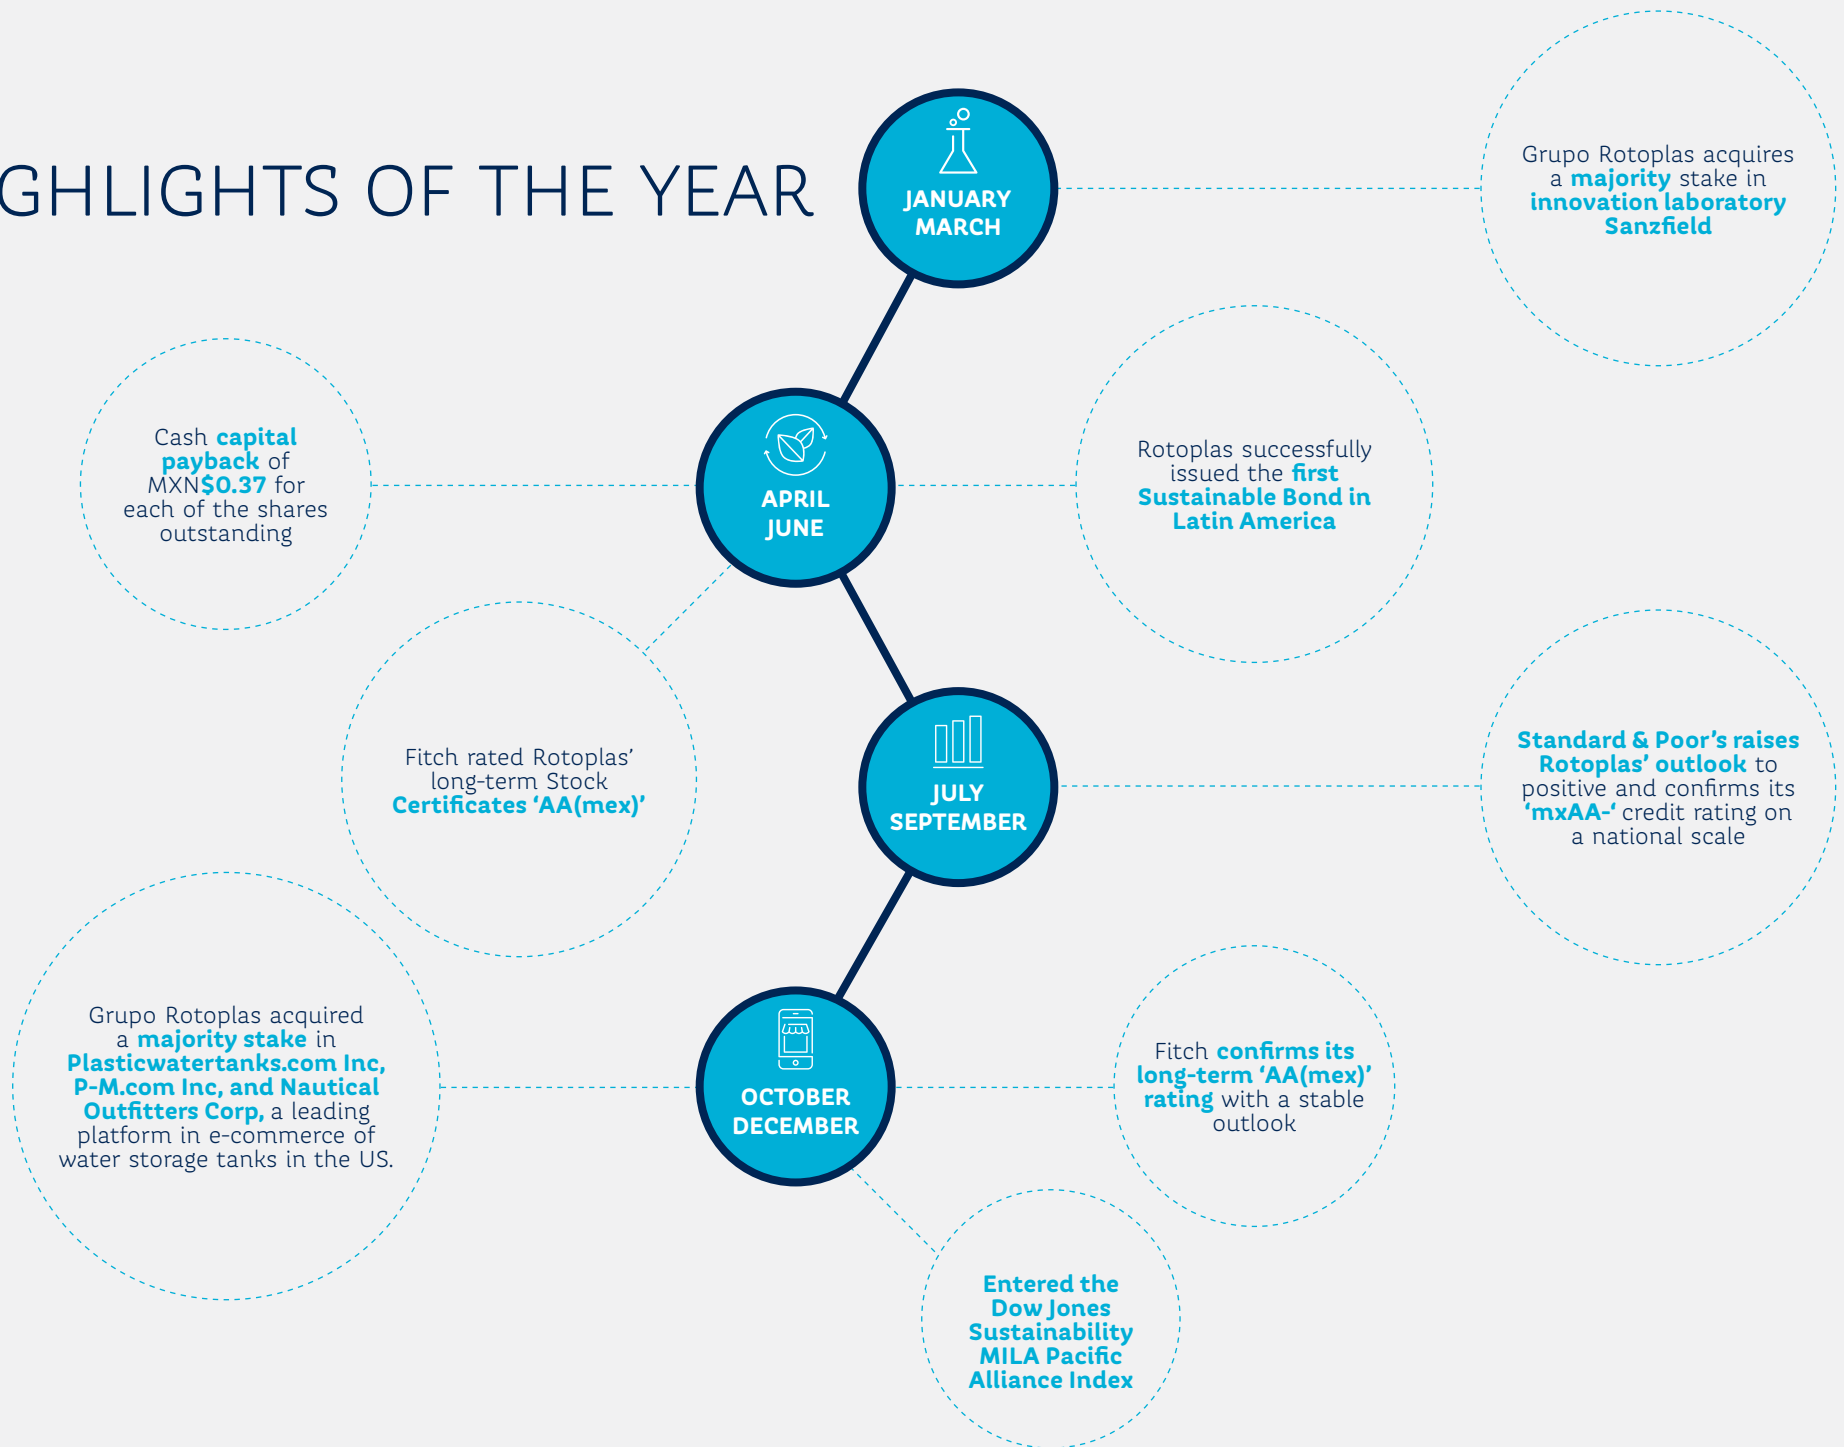 GHLIGHTS OF THE YEAR
JANUARY
MARCH
Grupo Rotoplas acquires
a majority stake in
innovation laboratory
Sanzfield
Cash capital
payback of
MXN$0.37 for
each of the shares
outstanding
APRIL
JUNE
Rotoplas successfully
issued the first
Sustainable Bond in
Latin America
Fitch rated Rotoplas’
long-term Stock
Certificates ‘AA(mex)’
JULY
SEPTEMBER
Standard & Poor’s raises
Rotoplas’ outlook to
positive and confirms its
‘mxAA-‘ credit rating on
a national scale
Grupo Rotoplas acquired
a majority stake in
Plasticwatertanks.com Inc,
P-M.com Inc, and Nautical
Outfitters Corp, a leading
platform in e-commerce of
water storage tanks in the US.
OCTOBER
DECEMBER
Fitch confirms its
long-term ‘AA(mex)’
rating with a stable
outlook
Entered the
Dow Jones
Sustainability
MILA Pacific
Alliance Index